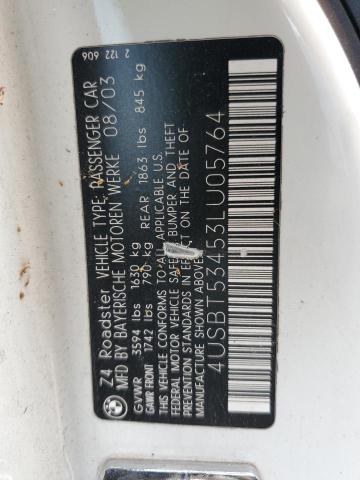 Z4 Roadster VEHICLE TYPE: PASSENGER CAR
MFD BY BAYERISCHE MOTOREN WERKE 08/03
GVWR 3594 lbs 1630 kg
GAWR FRONT 1742 lbs 790 kg REAR 1863 lbs 845 kg
THIS VEHICLE CONFORMS TO ALL APPLICABLE U.S.
FEDERAL MOTOR VEHICLE SAFETY, BUMPER AND THEFT
PREVENTION STANDARDS IN EFFECT ON THE DATE OF
MANUFACTURE SHOWN ABOVE.
4USBT53453LU05764
2 122 606
BMW